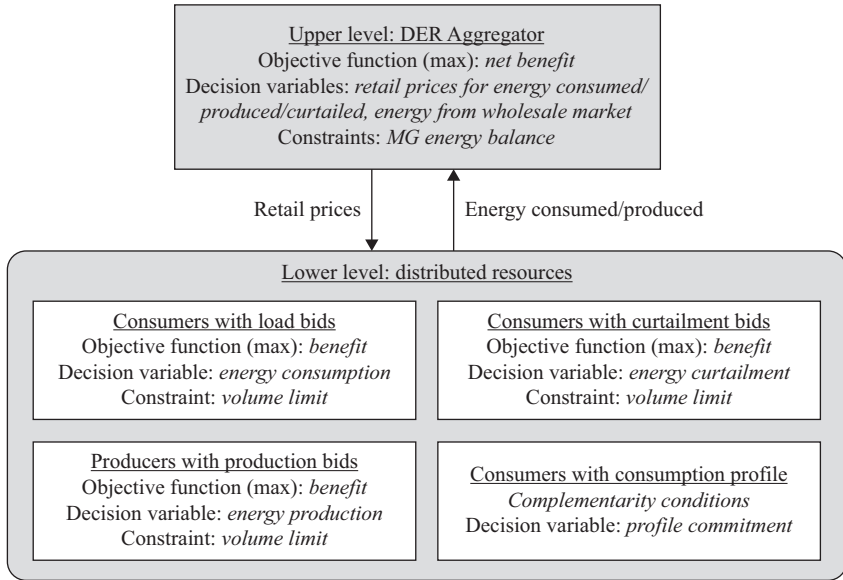 Upper level: DER Aggregator
Objective function (max): net benefit
Decision variables: retail prices for energy consumed/
produced/curtailed, energy from wholesale market
Constraints: MG energy balance
Retail prices
Energy consumed/produced
Lower level: distributed resources
Consumers with load bids
Objective function (max): benefit
Decision variable: energy consumption
Constraint: volume limit
Consumers with curtailment bids
Objective function (max): benefit
Decision variable: energy curtailment
Constraint: volume limit
Producers with production bids
Objective function (max): benefit
Decision variable: energy production
Constraint: volume limit
Consumers with consumption profile
Complementarity conditions
Decision variable: profile commitment